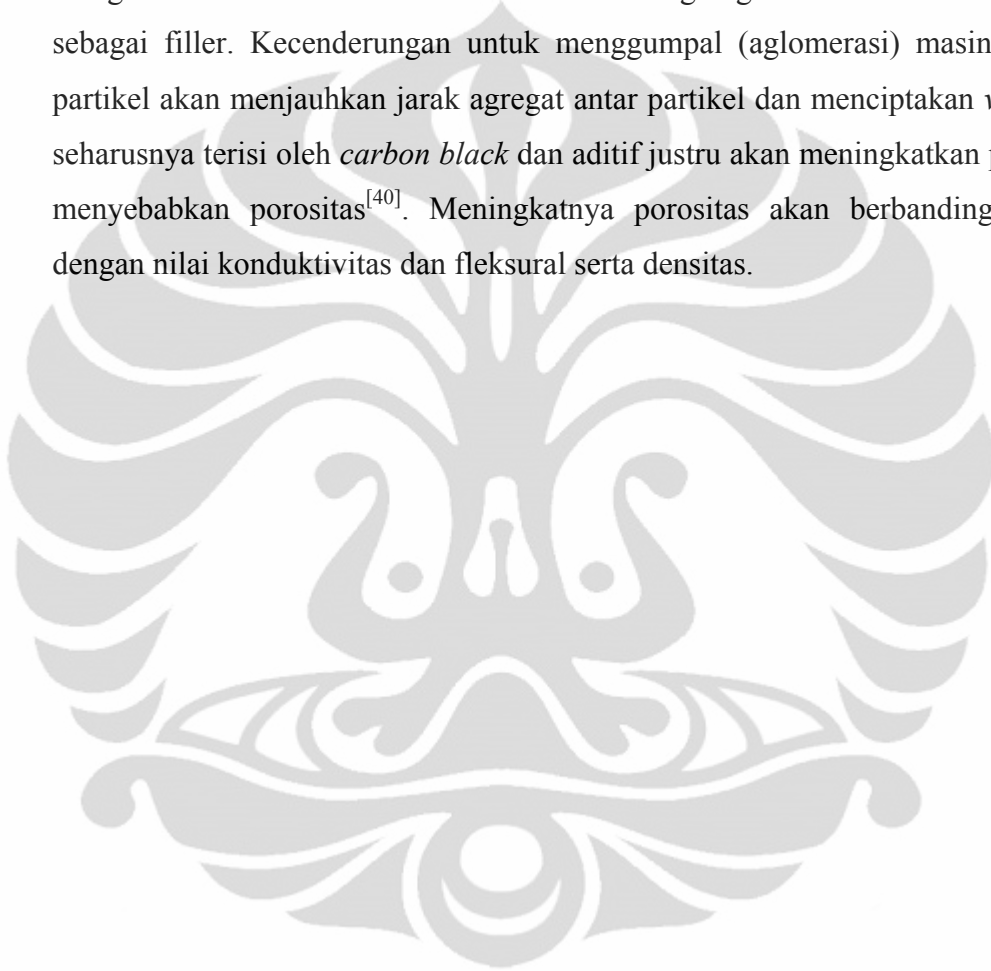 sebagai filler. Kecenderungan untuk menggumpal (aglomerasi)
partikel akan menjauhkan jarak agregat antar partikel dan menciptakan
seharusnya terisi oleh carbon black dan aditif justru akan meningkatkan
menyebabkan porositas[40]. Meningkatnya porositas akan berbanding
dengan nilai konduktivitas dan fleksural serta densitas.